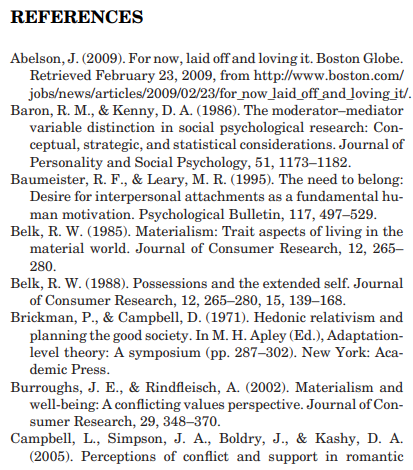 REFERENCES
Abelson, J. (2009). For now, laid off and loving it. Boston Globe.
Retrieved February 23, 2009, from http://www.boston.com/
jobs/news/articles/2009/02/23/for_now_laid_off_and_loving_it/.
Baron, R. M., & Kenny, D. A. (1986). The moderator–mediator
variable distinction in social psychological research: Con-
ceptual, strategic, and statistical considerations. Journal of
Personality and Social Psychology, 51, 1173–1182.
Baumeister, R. F., & Leary, M. R. (1995). The need to belong:
Desire for interpersonal attachments as a fundamental hu-
man motivation. Psychological Bulletin, 117, 497–529.
Belk, R. W. (1985). Materialism: Trait aspects of living in the
material world. Journal of Consumer Research, 12, 265–
280.
Belk, R. W. (1988). Possessions and the extended self. Journal
of Consumer Research, 12, 265–280, 15, 139–168.
Brickman, P., & Campbell, D. (1971). Hedonic relativism and
planning the good society. In M. H. Apley (Ed.), Adaptation-
level theory: A symposium (pp. 287–302). New York: Aca-
demic Press.
Burroughs, J. E., & Rindfleisch, A. (2002). Materialism and
well-being: A conflicting values perspective. Journal of Con-
sumer Research, 29, 348–370.
Campbell, L., Simpson, J. A., Boldry, J., & Kashy, D. A.
(2005). Perceptions of conflict and support in romantic